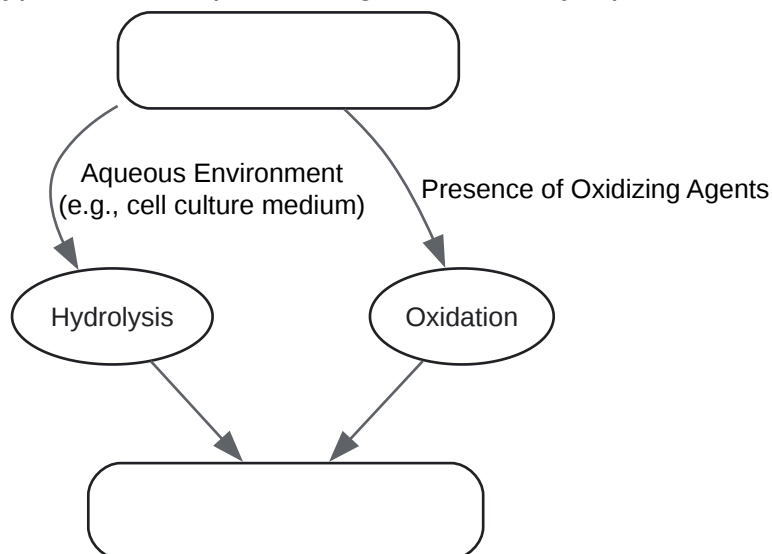 Aqueous Environment
(e.g., cell culture medium)
Presence of Oxidizing Agents
Hydrolysis
Oxidation